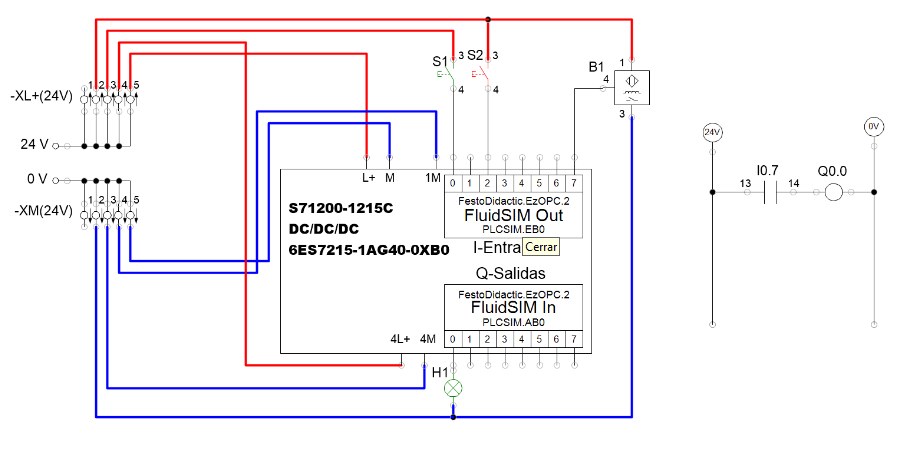 S1
3
S2
3
B1
1
4
3
4
4
-XL+(24V)
1
2
3
4
5
24 V
0 V
-XM(24V)
1
2
3
4
5
L+
M
1M
0
1
2
3
4
5
6
7
S71200-1215C
DC/DC/DC
6ES7215-1AG40-0XB0
FestoDidactic.EzOPC.2
FluidSIM Out
PLCSIM.EB0
I-Entra
Cerrar
Q-Salidas
FestoDidactic.EzOPC.2
FluidSIM In
PLCSIM.AB0
4L+
4M
0
1
2
3
4
5
6
7
H1
24V
0V
I0.7
Q0.0
13
14